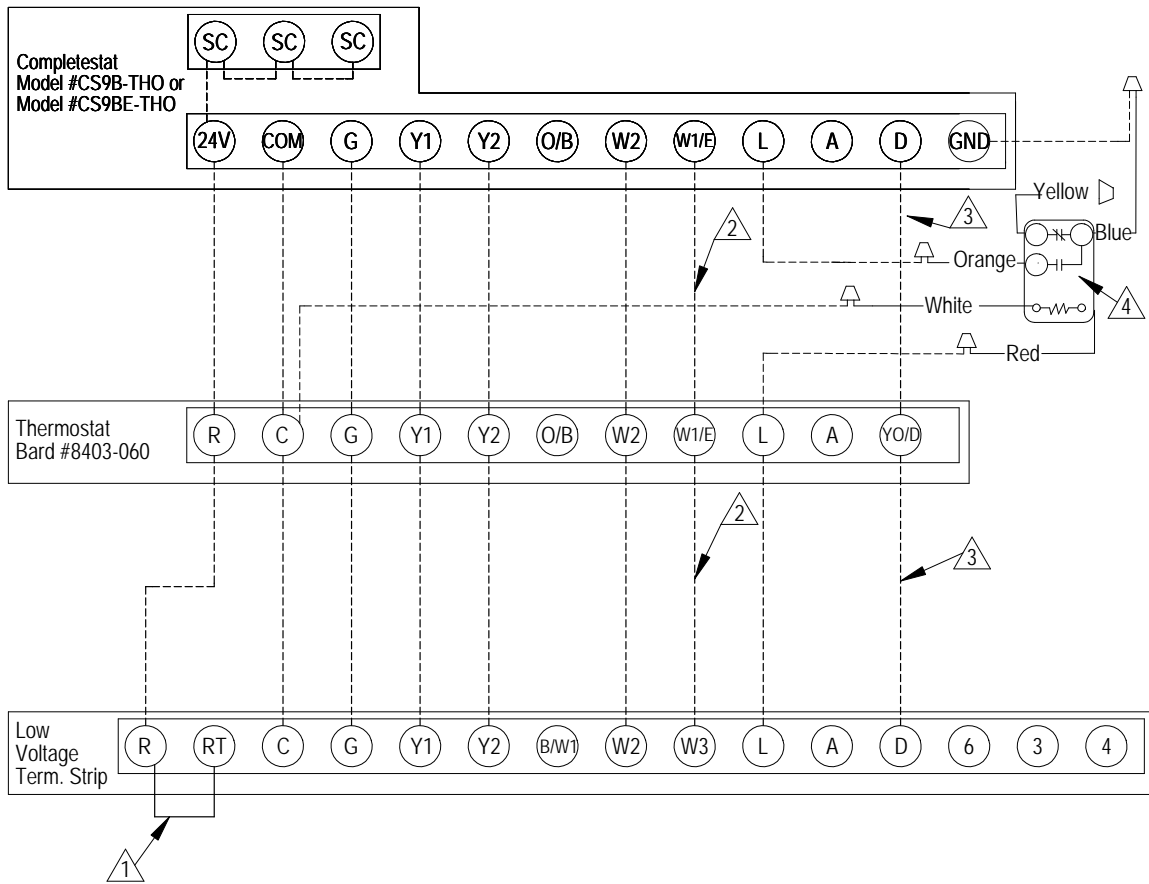 SC SC SC
Completestat
Model #CS9B-THO or
Model #CS9BE-THO
24V COM G Y1 Y2 O/B W2 W1/E L A D GND
Yellow
2
3
Blue
Orange
4
White
Red
Thermostat
Bard #8403-060
R C G Y1 Y2 O/B W2 W1/E L A YO/D
2
3
Low
Voltage
Term. Strip
R RT C G Y1 Y2 B/W1 W2 W3 L A D 6 3 4
1